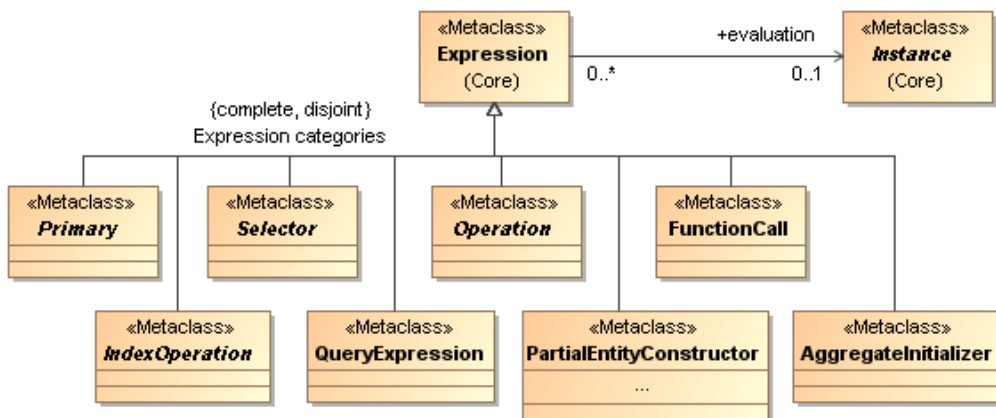 «Metaclass»
Expression
(Core)
+evaluation
0..*
0..1
«Metaclass»
Instance
(Core)
{complete, disjoint}
Expression categories
«Metaclass»
Primary
«Metaclass»
Selector
«Metaclass»
Operation
«Metaclass»
FunctionCall
«Metaclass»
IndexOperation
«Metaclass»
QueryExpression
«Metaclass»
PartialEntityConstructor
...
«Metaclass»
AggregateInitializer